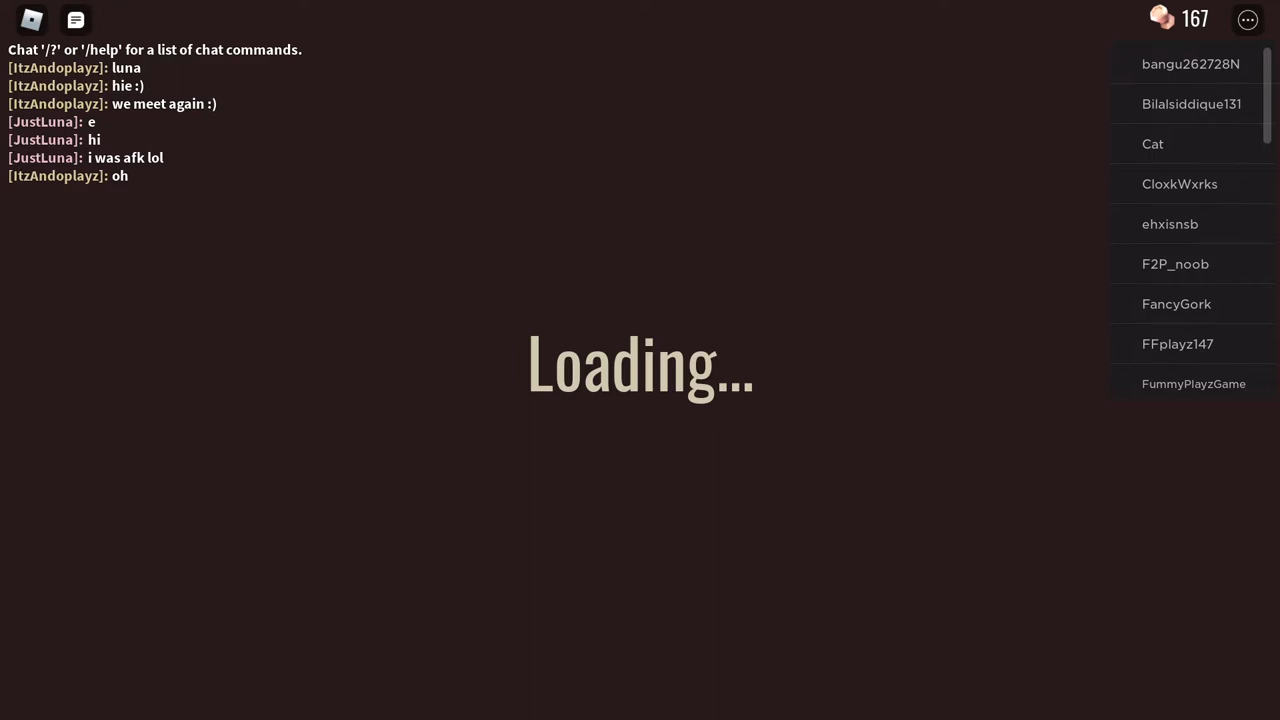 167
Chat '/?' or '/help' for a list of chat commands.
[ItzAndoplayz]: luna
[ItzAndoplayz]: hie :)
[ItzAndoplayz]: we meet again :)
[JustLuna]: e
[JustLuna]: hi
[JustLuna]: i was afk lol
[ItzAndoplayz]: oh
bangu262728N
Bilalsiddique131
Cat
CloxkWxrks
ehxisnsb
F2P_noob
FancyGork
FFplayz147
FummyPlayzGame
Loading...